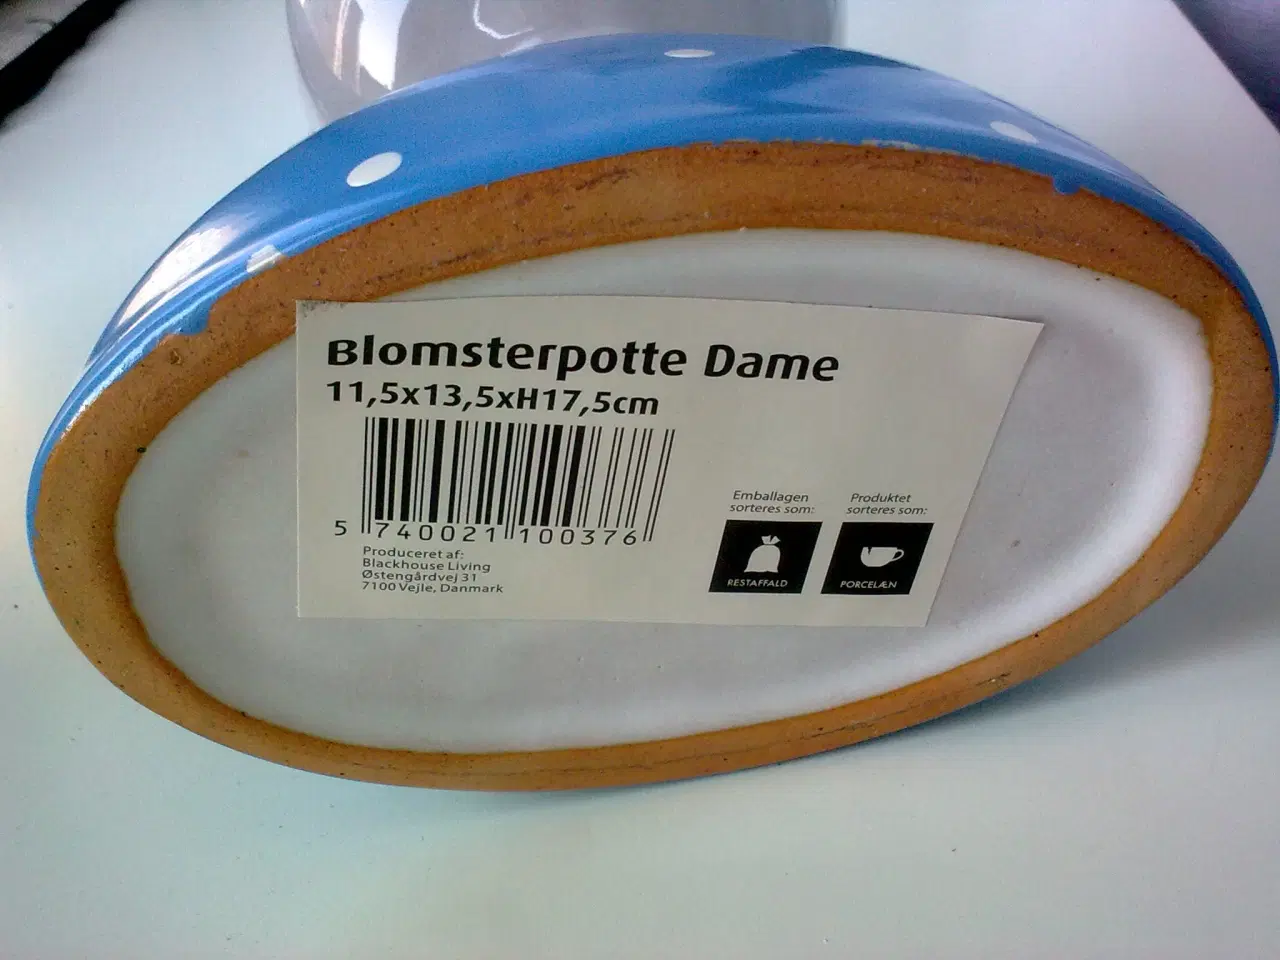 Blomsterpotte Dame
11,5x13,5xH17,5cm
5 740021 100376
Produceret af:
Blackhouse Living
Østengårdvej 31
7100 Vejle, Danmark
Emballagen
sorteres som:
RESTAFFALD
Produktet
sorteres som:
PORCELÆN